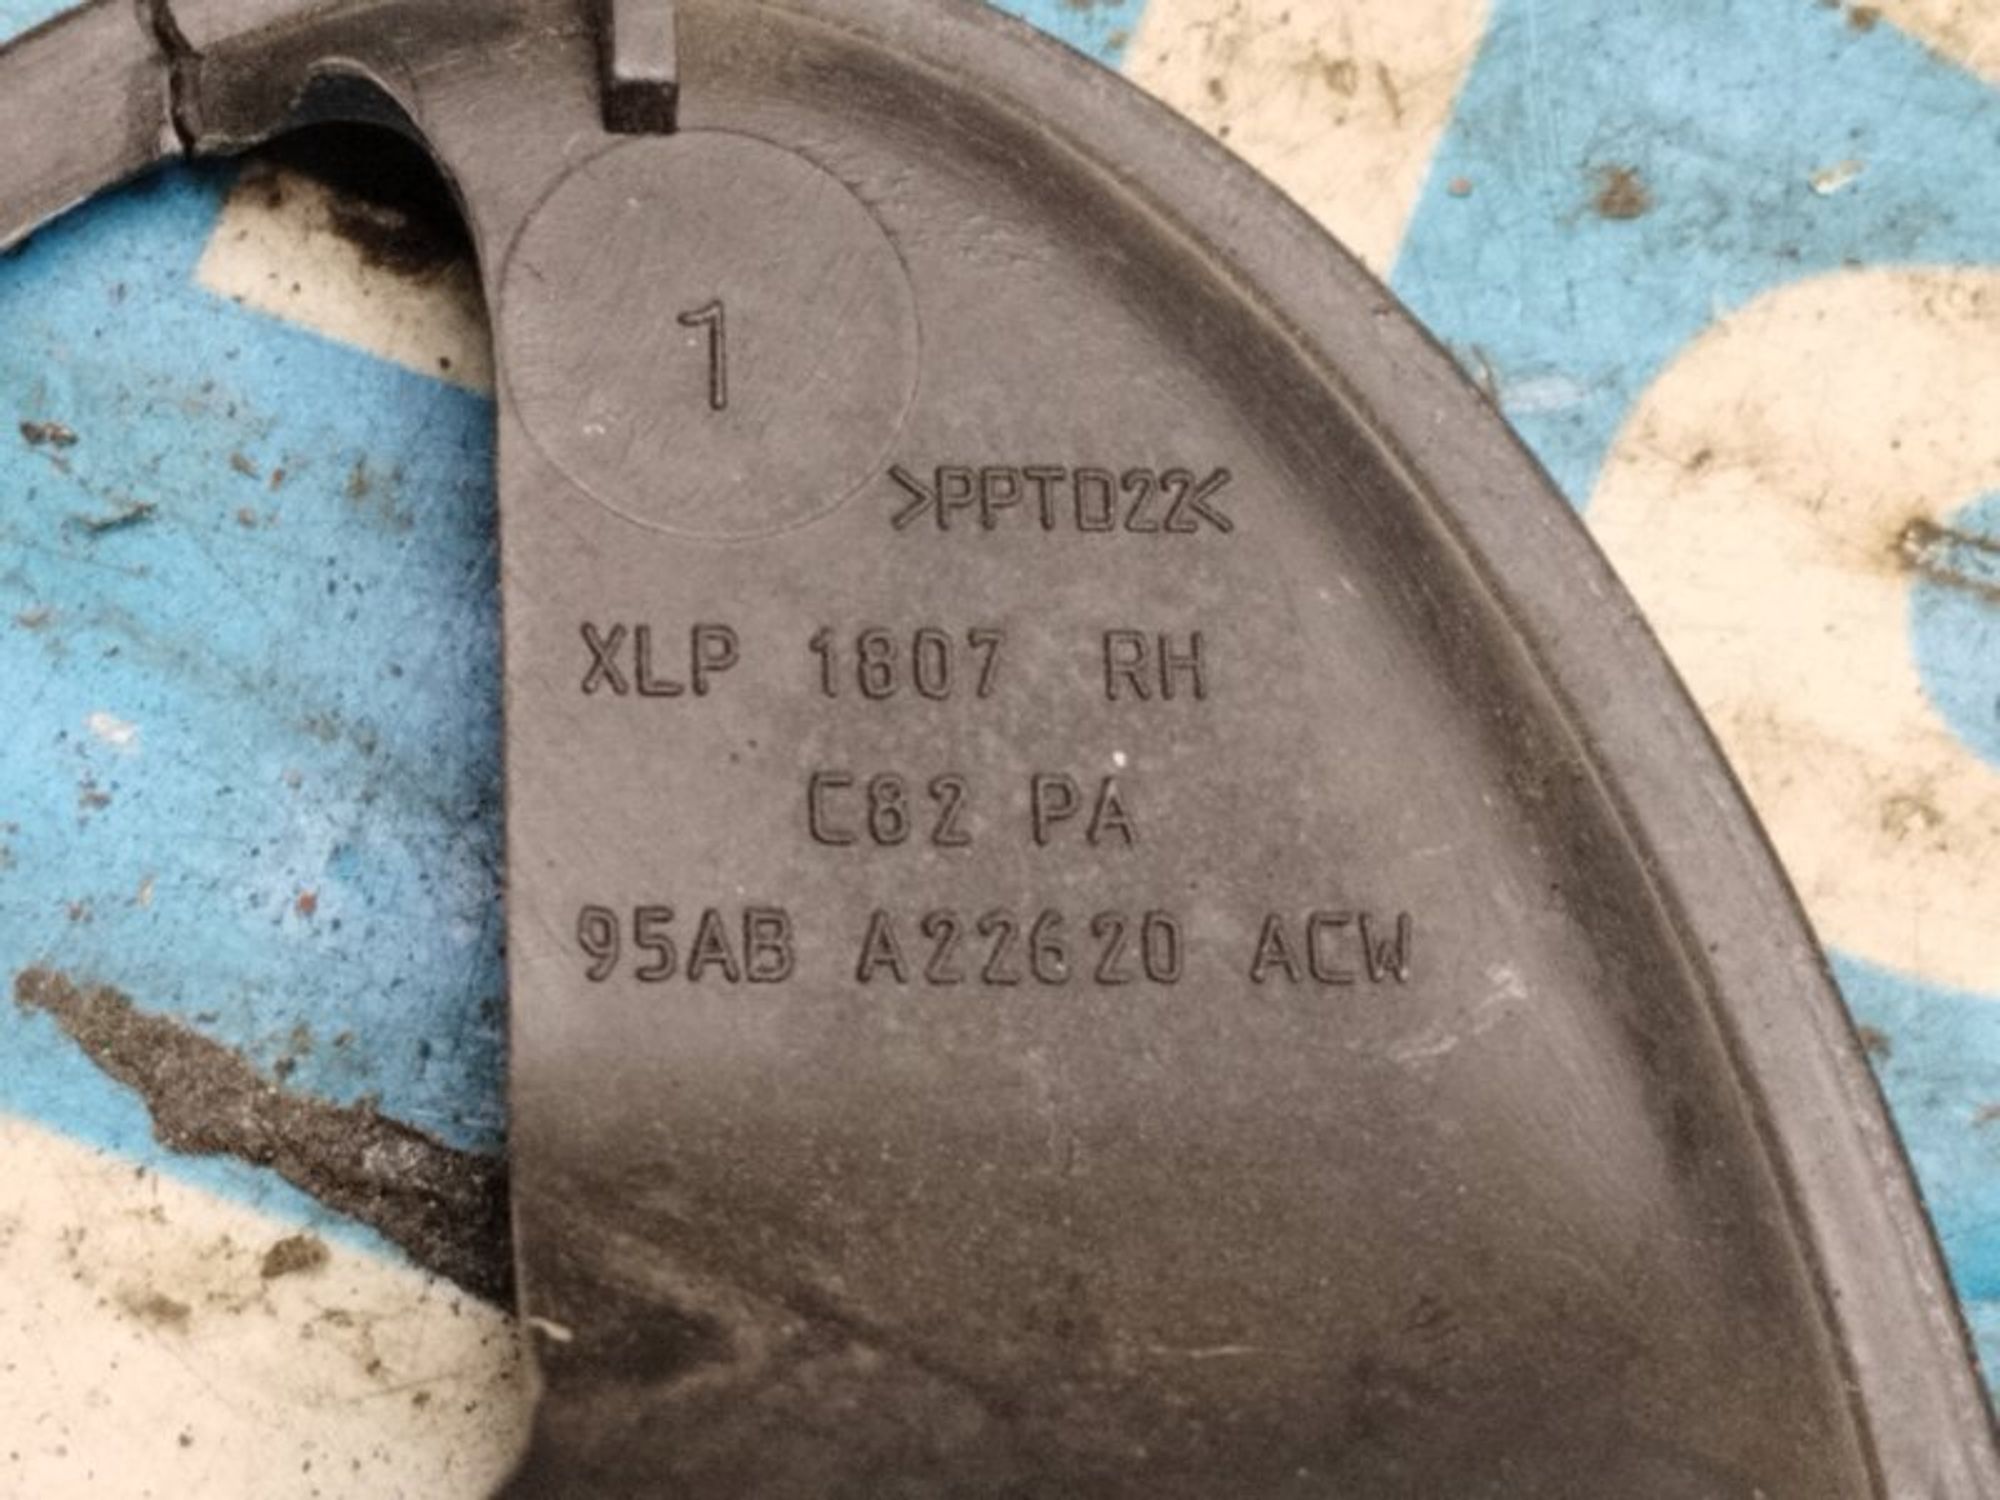 1
>PPTD22<
XLP 1807 RH
C82 PA
95AB A22620 ACW